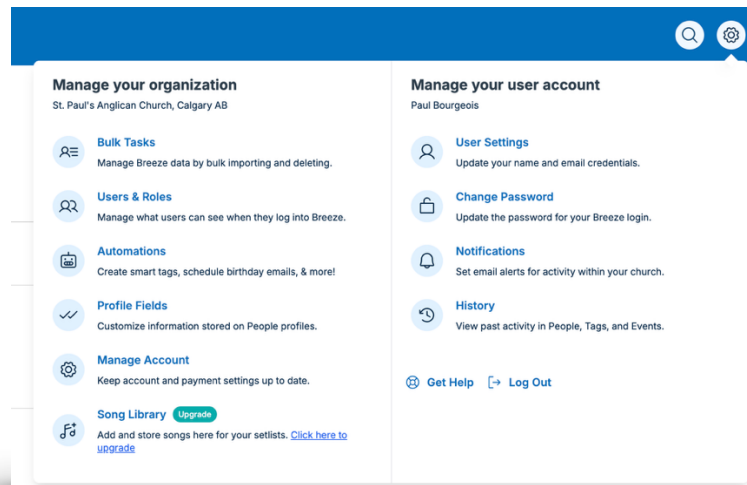 Manage your organization
St. Paul's Anglican Church, Calgary AB
Bulk Tasks
Manage Breeze data by bulk importing and deleting.
Users & Roles
Manage what users can see when they log into Breeze.
Automations
Create smart tags, schedule birthday emails, & more!
Profile Fields
Customize information stored on People profiles.
Manage Account
Keep account and payment settings up to date.
Song Library Upgrade
Add and store songs here for your setlists. Click here to
upgrade
Manage your user account
Paul Bourgeois
User Settings
Update your name and email credentials.
Change Password
Update the password for your Breeze login.
Notifications
Set email alerts for activity within your church.
History
View past activity in People, Tags, and Events.
Get Help Log Out